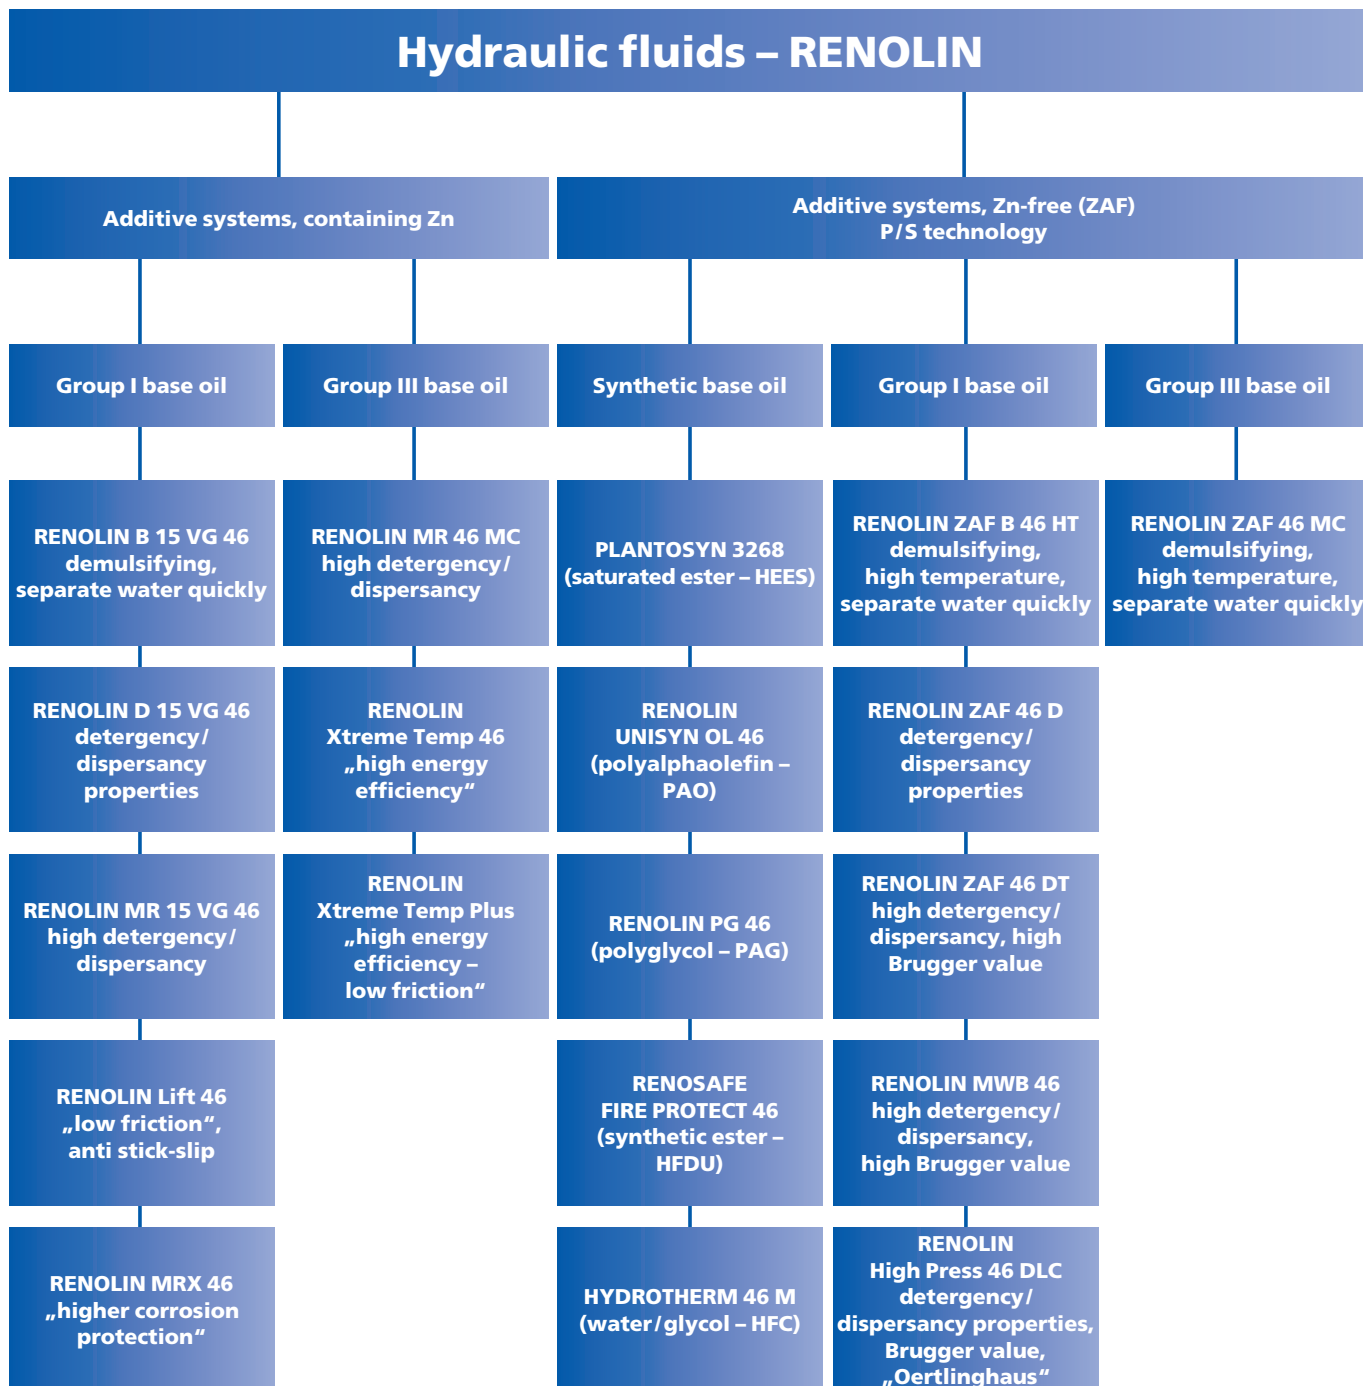 Hydraulic fluids – RENOLIN
Additive systems, containing Zn
Additive systems, Zn-free (ZAF)
P/S technology
Group I base oil
Group III base oil
Synthetic base oil
Group I base oil
Group III base oil
RENOLIN B 15 VG 46
demulsifying,
separate water quickly
RENOLIN MR 46 MC
high detergency/
dispersancy
PLANTOSYN 3268
(saturated ester – HEES)
RENOLIN ZAF B 46 HT
demulsifying,
high temperature,
separate water quickly
RENOLIN ZAF 46 MC
demulsifying,
high temperature,
separate water quickly
RENOLIN D 15 VG 46
detergency/
dispersancy
properties
RENOLIN
Xtreme Temp 46
„high energy
efficiency“
RENOLIN
UNISYN OL 46
(polyalphaolefin –
PAO)
RENOLIN ZAF 46 D
detergency/
dispersancy
properties
RENOLIN MR 15 VG 46
high detergency/
dispersancy
RENOLIN
Xtreme Temp Plus
„high energy
efficiency –
low friction“
RENOLIN PG 46
(polyglycol – PAG)
RENOLIN ZAF 46 DT
high detergency/
dispersancy, high
Brugger value
RENOLIN Lift 46
„low friction“,
anti stick-slip
RENOSAFE
FIRE PROTECT 46
(synthetic ester –
HFDU)
RENOLIN MWB 46
high detergency/
dispersancy,
high Brugger value
RENOLIN MRX 46
„higher corrosion
protection“
HYDROTHERM 46 M
(water/glycol – HFC)
RENOLIN
High Press 46 DLC
detergency/
dispersancy properties,
Brugger value,
„Oertlinghaus“